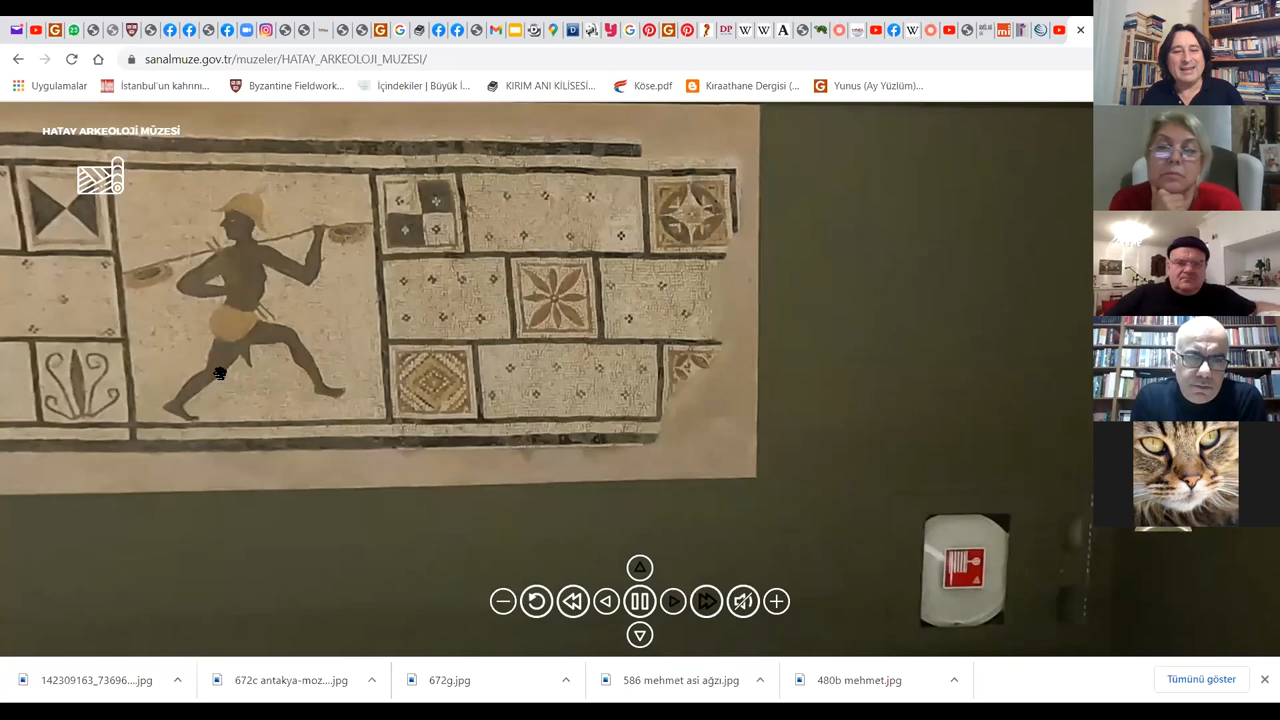 23
DP
W
W
A
W
sanalmuze.gov.tr/muzeler/HATAY_ARKEOLOJI_MUZESI/
Uygulamalar
İstanbul'un kahrını...
Byzantine Fieldwork...
İçindekiler | Büyük İ...
KIRIM ANI KİLİSESİ...
Köse.pdf
Kıraathane Dergisi (...
Yunus (Ay Yüzlüm)...
HATAY ARKEOLOJİ MÜZESİ
142309163_73696....jpg
672c antakya-moz....jpg
672g.jpg
586 mehmet asi ağzı.jpg
480b mehmet.jpg
Tümünü göster